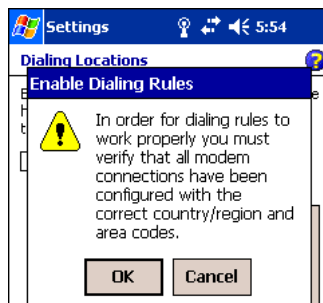 Settings 5:54
Dialing Locations
Enable Dialing Rules
In order for dialing rules to
work properly you must
verify that all modem
connections have been
configured with the
correct country/region and
area codes.
OK Cancel